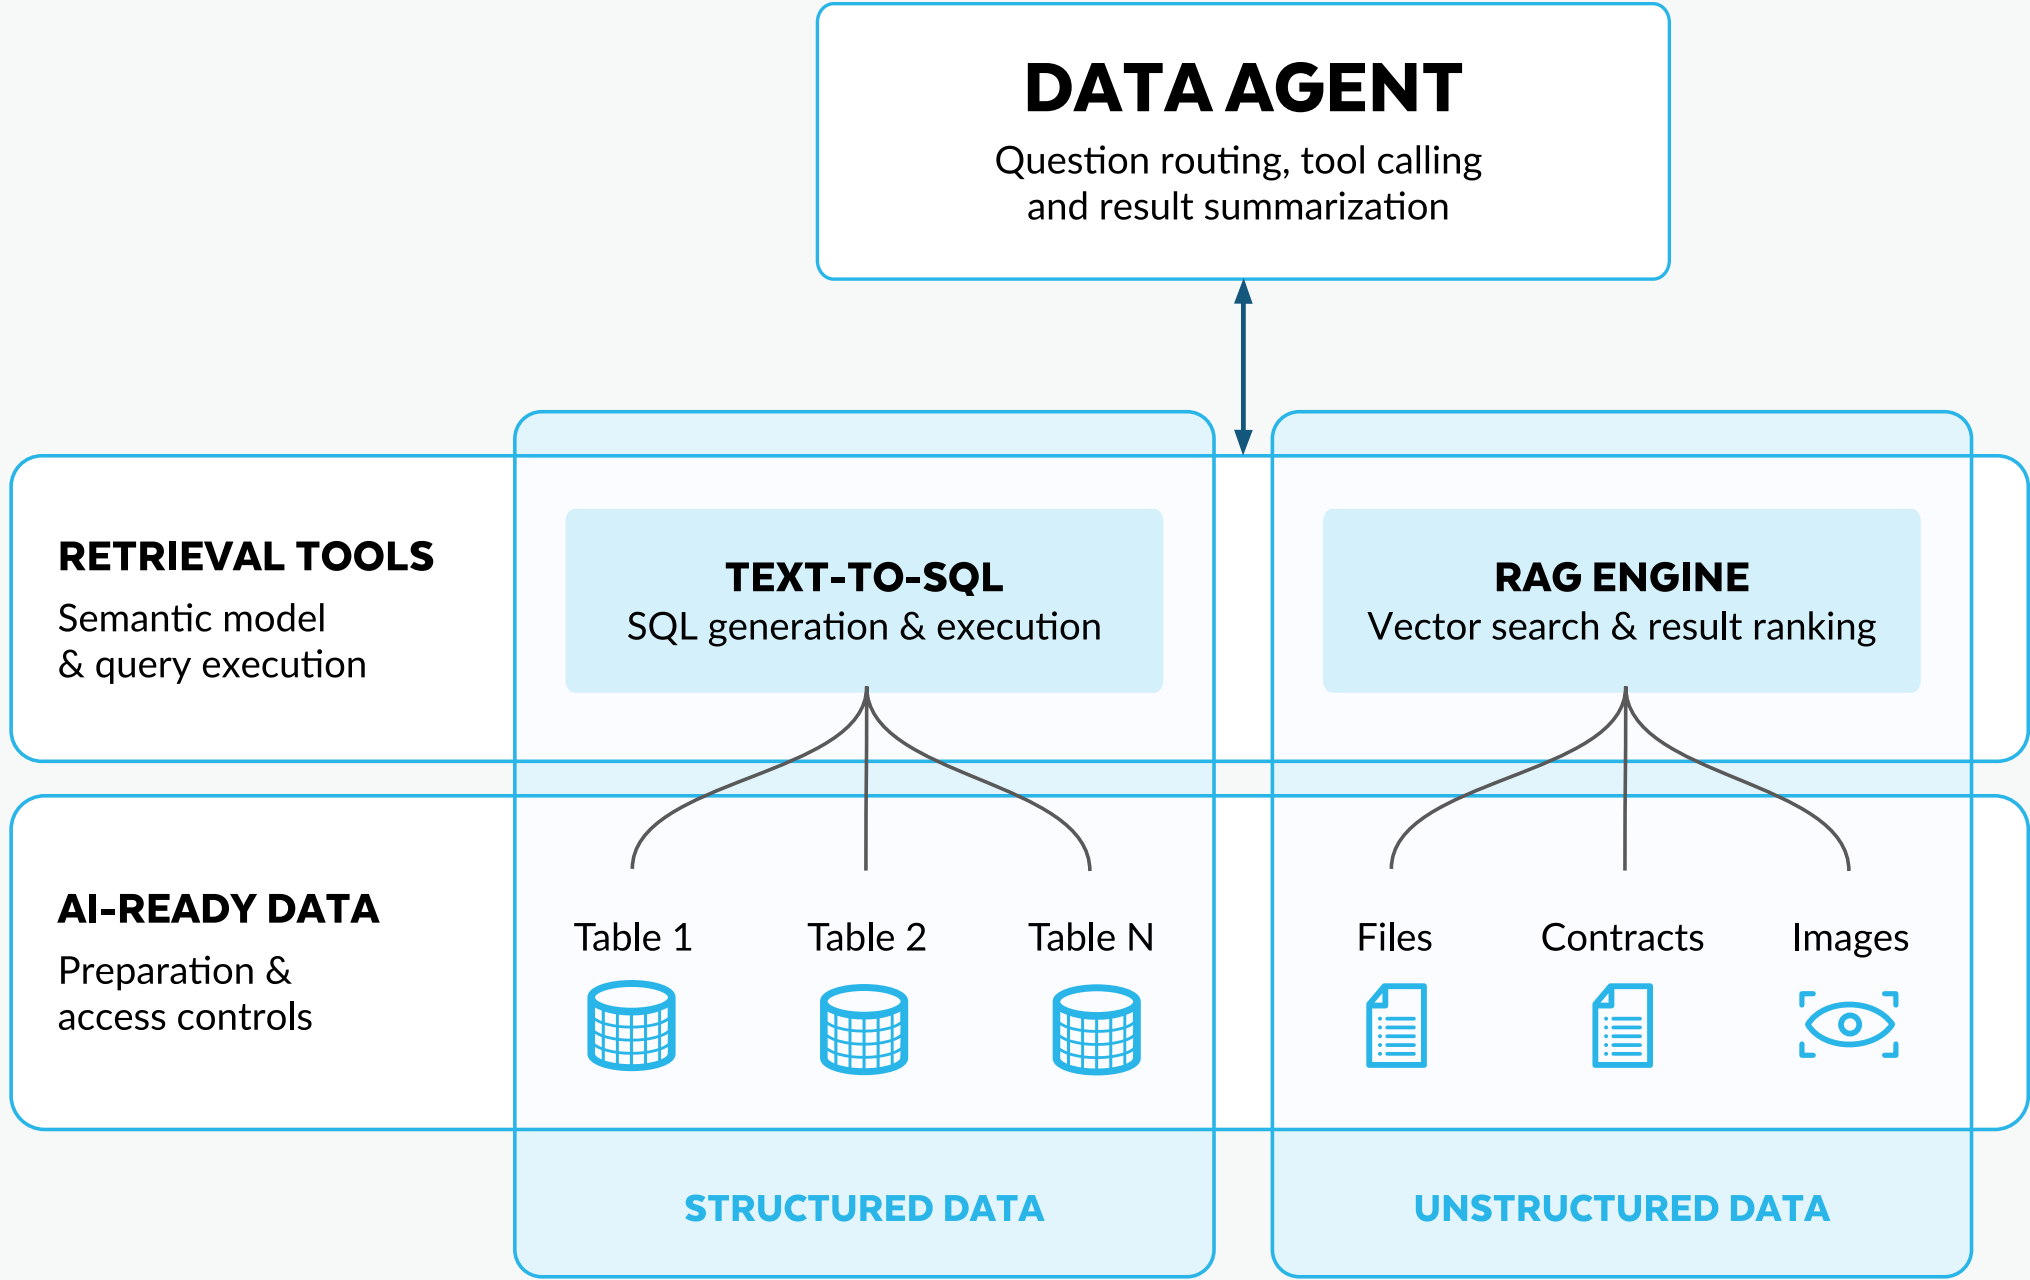 DATA AGENT
Question routing, tool calling
and result summarization
RETRIEVAL TOOLS
Semantic model
& query execution
TEXT-TO-SQL
SQL generation & execution
RAG ENGINE
Vector search & result ranking
AI-READY DATA
Preparation &
access controls
Table 1
Table 2
Table N
Files
Contracts
Images
STRUCTURED DATA
UNSTRUCTURED DATA